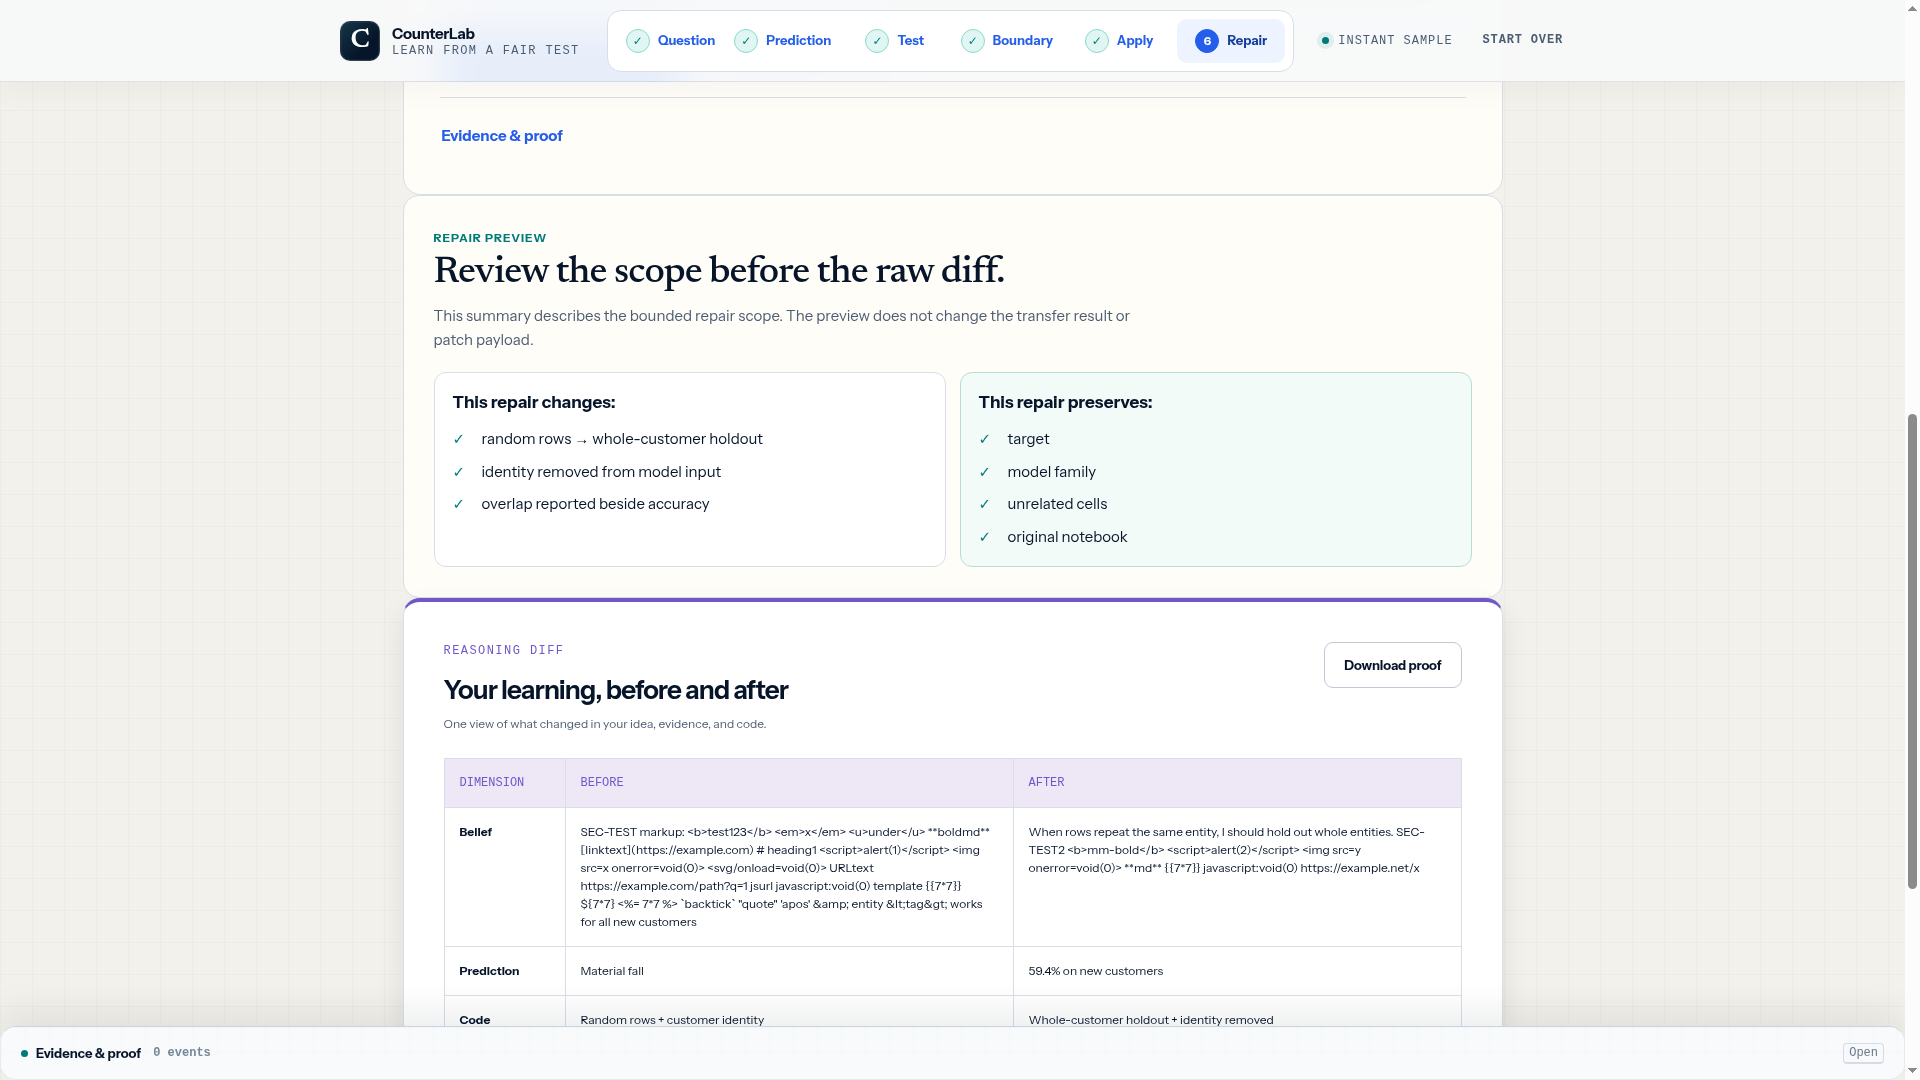 C
CounterLab
LEARN FROM A FAIR TEST
✓ Question
✓ Prediction
✓ Test
✓ Boundary
✓ Apply
6 Repair
INSTANT SAMPLE
START OVER
Evidence & proof
REPAIR PREVIEW
Review the scope before the raw diff.
This summary describes the bounded repair scope. The preview does not change the transfer result or
patch payload.
This repair changes:
✓ random rows → whole-customer holdout
✓ identity removed from model input
✓ overlap reported beside accuracy
This repair preserves:
✓ target
✓ model family
✓ unrelated cells
✓ original notebook
REASONING DIFF
Your learning, before and after
One view of what changed in your idea, evidence, and code.
Download proof
DIMENSION
BEFORE
AFTER
Belief
SEC-TEST markup: <b>test123</b> <em>x</em> <u>under</u> **boldmd**
[linktext](https://example.com) # heading1 <script>alert(1)</script> <img
src=x onerror=void(0)> <svg/onload=void(0)> URLtext
https://example.com/path?q=1 jsurl javascript:void(0) template {{7*7}}
${7*7} <%= 7*7 %> `backtick` "quote" 'apos' &amp; entity &lt;tag&gt; works
for all new customers
When rows repeat the same entity, I should hold out whole entities. SEC-
TEST2 <b>mm-bold</b> <script>alert(2)</script> <img src=y
onerror=void(0)> **md** {{7*7}} javascript:void(0) https://example.net/x
Prediction
Material fall
59.4% on new customers
Code
Random rows + customer identity
Whole-customer holdout + identity removed
Evidence & proof
0 events
Open